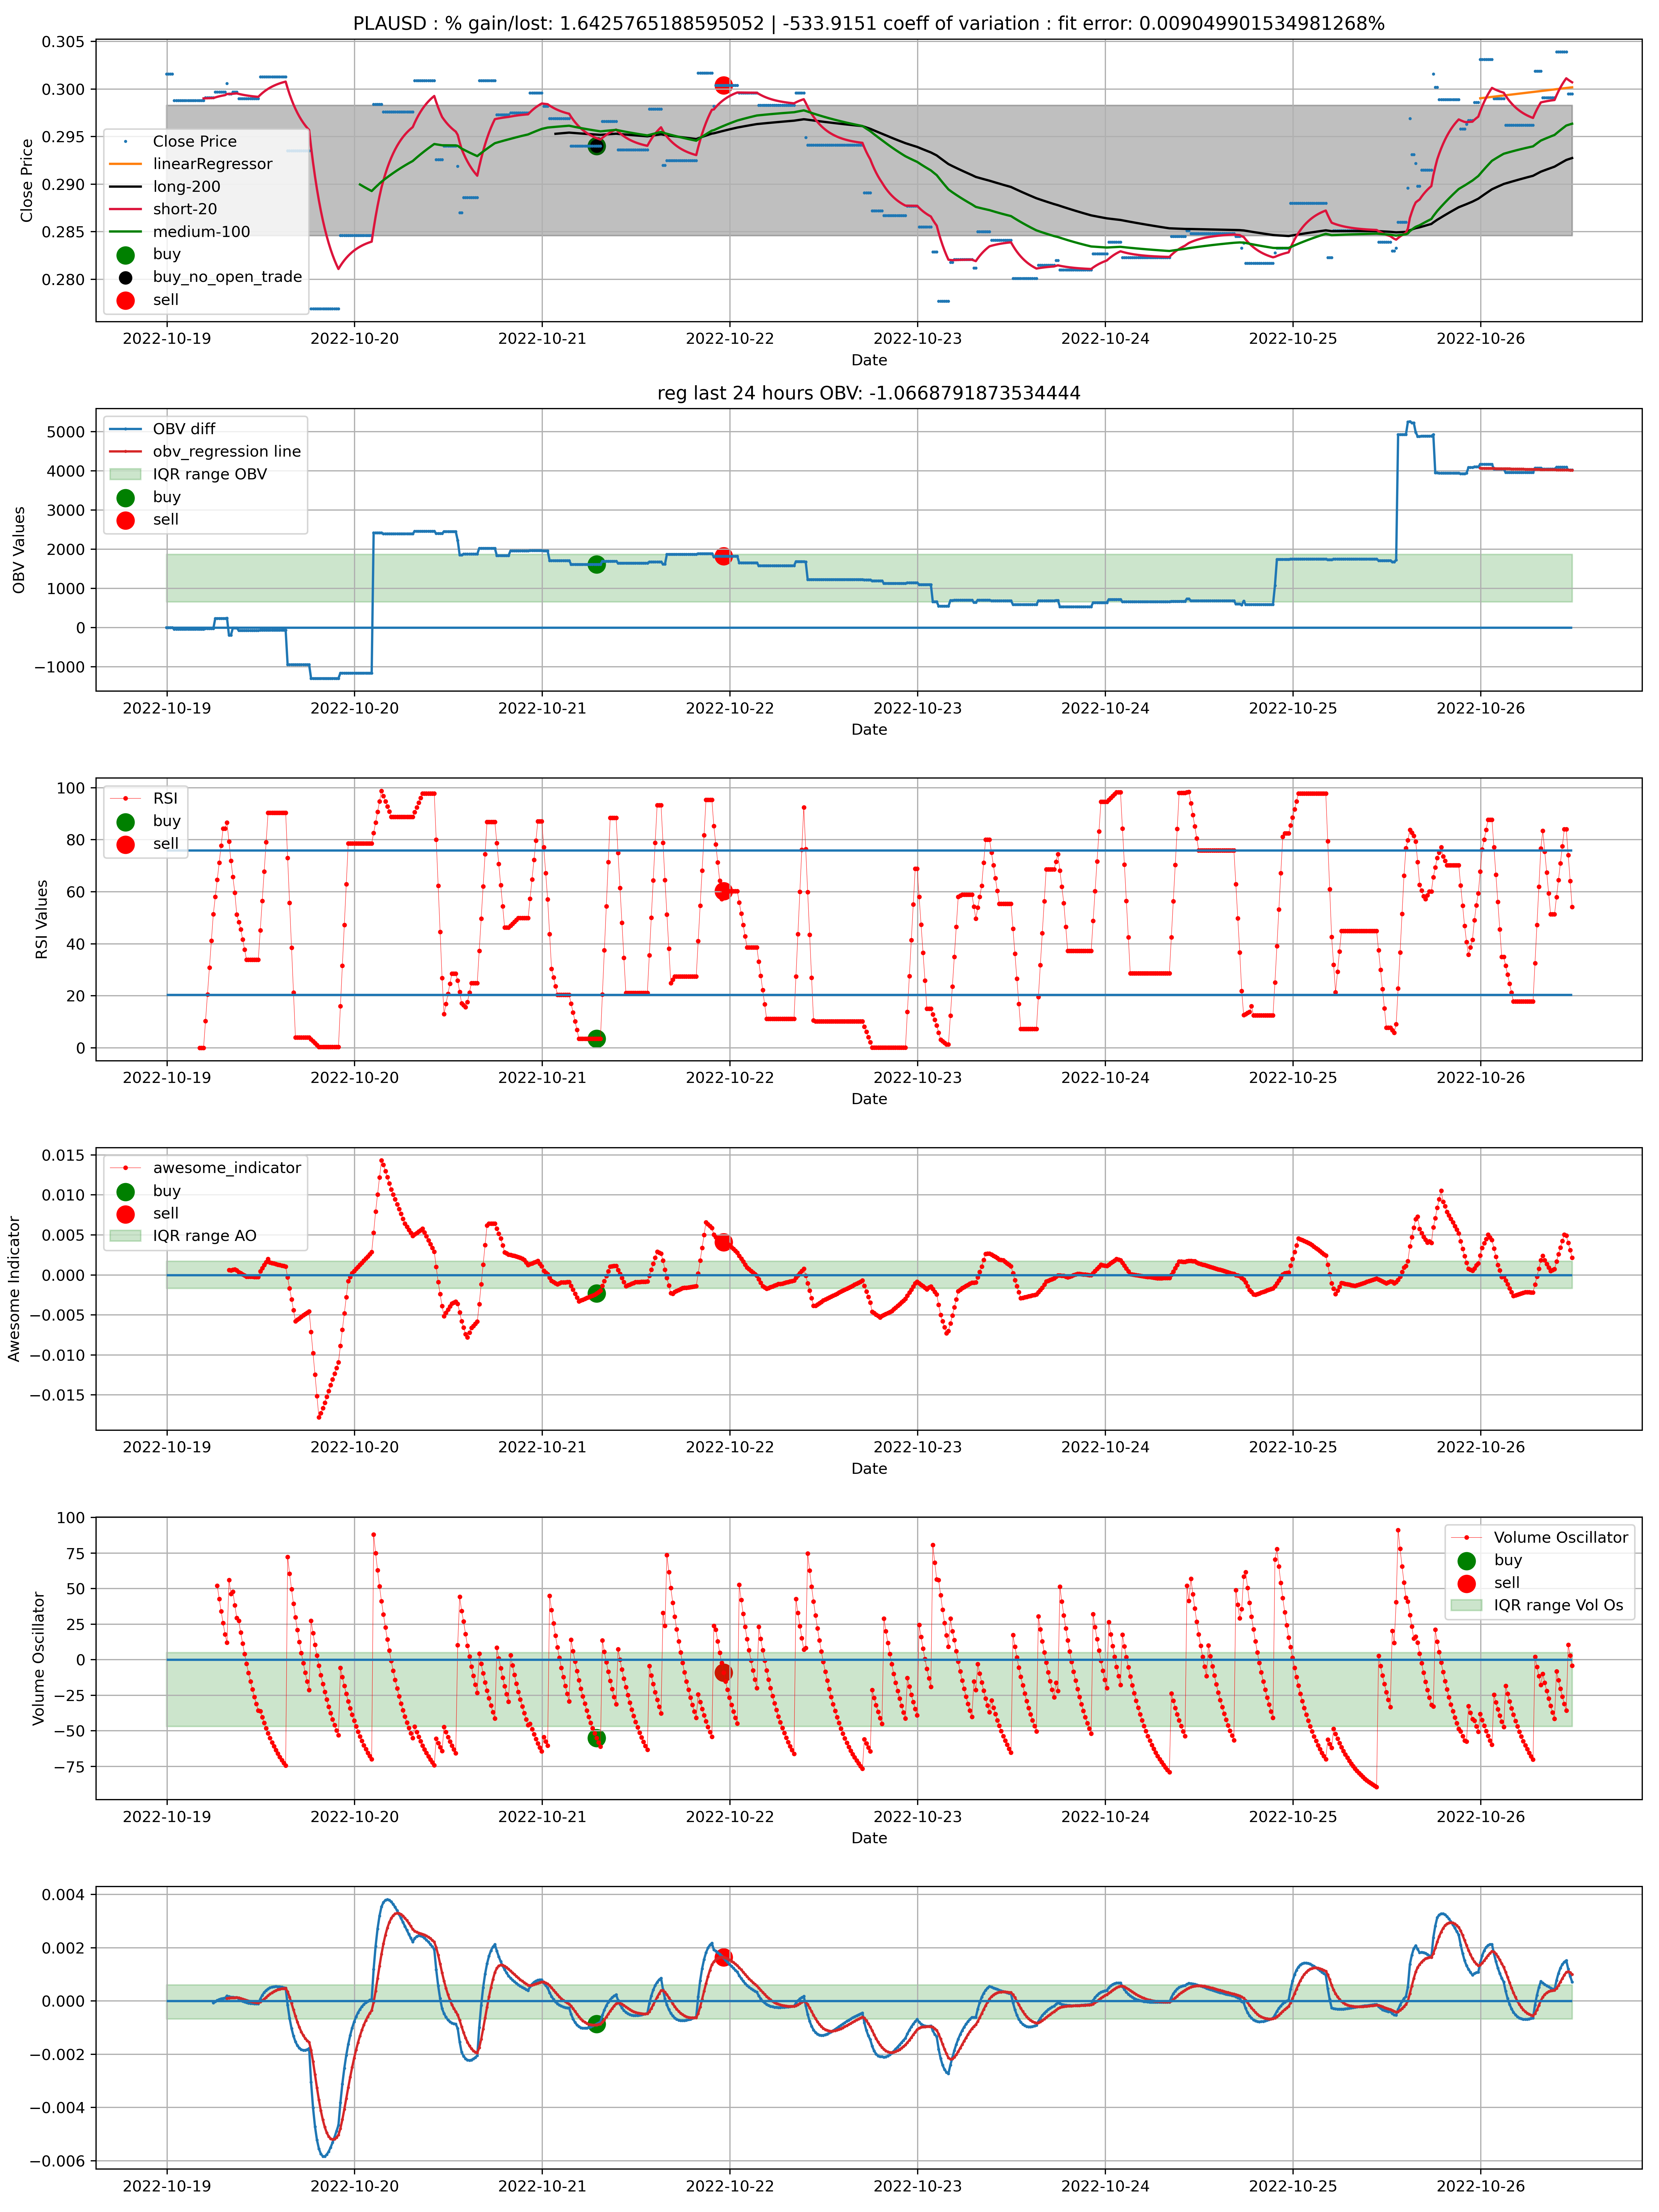 PLAUSD : % gain/lost: 1.6425765188595052 | -533.9151 coeff of variation : fit error: 0.009049901534981268%
0.305
0.300
0.295
0.290
0.285
0.280
Close Price
Close Price
linearRegressor
long-200
short-20
medium-100
buy
buy_no_open_trade
sell
2022-10-19 2022-10-20 2022-10-21 2022-10-22 2022-10-23 2022-10-24 2022-10-25 2022-10-26
Date
reg last 24 hours OBV: -1.0668791873534444
5000
4000
3000
2000
1000
0
−1000
OBV Values
OBV diff
obv_regression line
IQR range OBV
buy
sell
2022-10-19 2022-10-20 2022-10-21 2022-10-22 2022-10-23 2022-10-24 2022-10-25 2022-10-26
Date
100
80
60
40
20
0
RSI Values
RSI
buy
sell
2022-10-19 2022-10-20 2022-10-21 2022-10-22 2022-10-23 2022-10-24 2022-10-25 2022-10-26
Date
0.015
0.010
0.005
0.000
−0.005
−0.010
−0.015
Awesome Indicator
awesome_indicator
buy
sell
IQR range AO
2022-10-19 2022-10-20 2022-10-21 2022-10-22 2022-10-23 2022-10-24 2022-10-25 2022-10-26
Date
100
75
50
25
0
−25
−50
−75
Volume Oscillator
Volume Oscillator
buy
sell
IQR range Vol Os
2022-10-19 2022-10-20 2022-10-21 2022-10-22 2022-10-23 2022-10-24 2022-10-25 2022-10-26
Date
0.004
0.002
0.000
−0.002
−0.004
−0.006
2022-10-19 2022-10-20 2022-10-21 2022-10-22 2022-10-23 2022-10-24 2022-10-25 2022-10-26